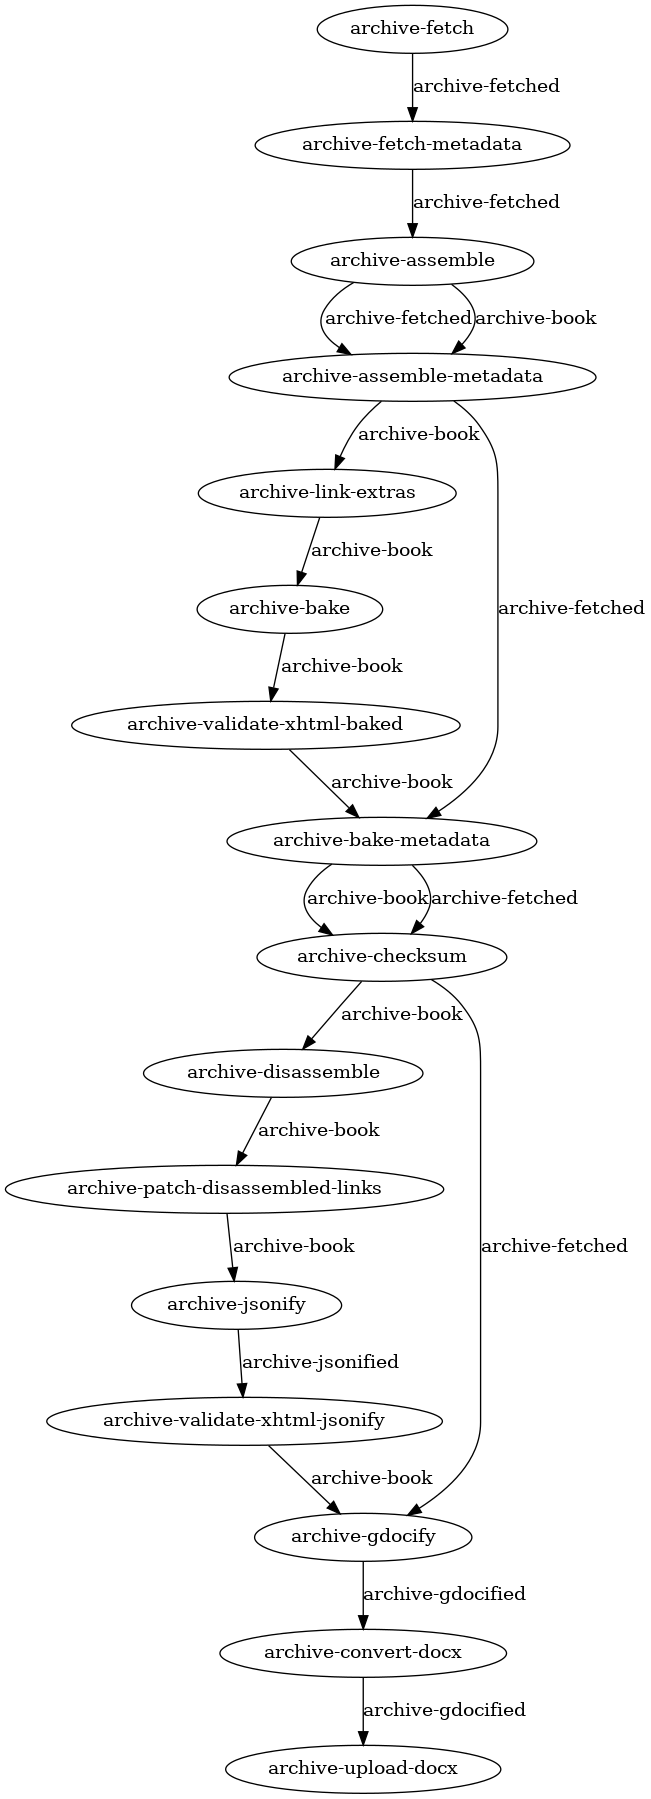 archive-fetch
archive-fetched
archive-fetch-metadata
archive-fetched
archive-assemble
archive-fetched
archive-book
archive-assemble-metadata
archive-book
archive-link-extras
archive-book
archive-bake
archive-fetched
archive-book
archive-validate-xhtml-baked
archive-book
archive-bake-metadata
archive-book
archive-fetched
archive-checksum
archive-book
archive-disassemble
archive-book
archive-patch-disassembled-links
archive-book
archive-fetched
archive-jsonify
archive-jsonified
archive-validate-xhtml-jsonify
archive-book
archive-gdocify
archive-gdocified
archive-convert-docx
archive-gdocified
archive-upload-docx